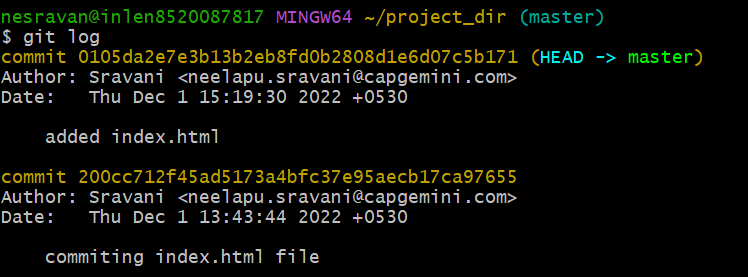 nesravan@inlen8520087817 MINGW64 ~/project_dir (master)
$ git log
commit 0105da2e7e3b13b2eb8fd0b2808d1e6d07c5b171 (HEAD -> master)
Author: Sravani <neelapu.sravani@capgemini.com>
Date:   Thu Dec 1 15:19:30 2022 +0530
    added index.html
commit 200cc712f45ad5173a4bfc37e95aecb17ca97655
Author: Sravani <neelapu.sravani@capgemini.com>
Date:   Thu Dec 1 13:43:44 2022 +0530
    commiting index.html file